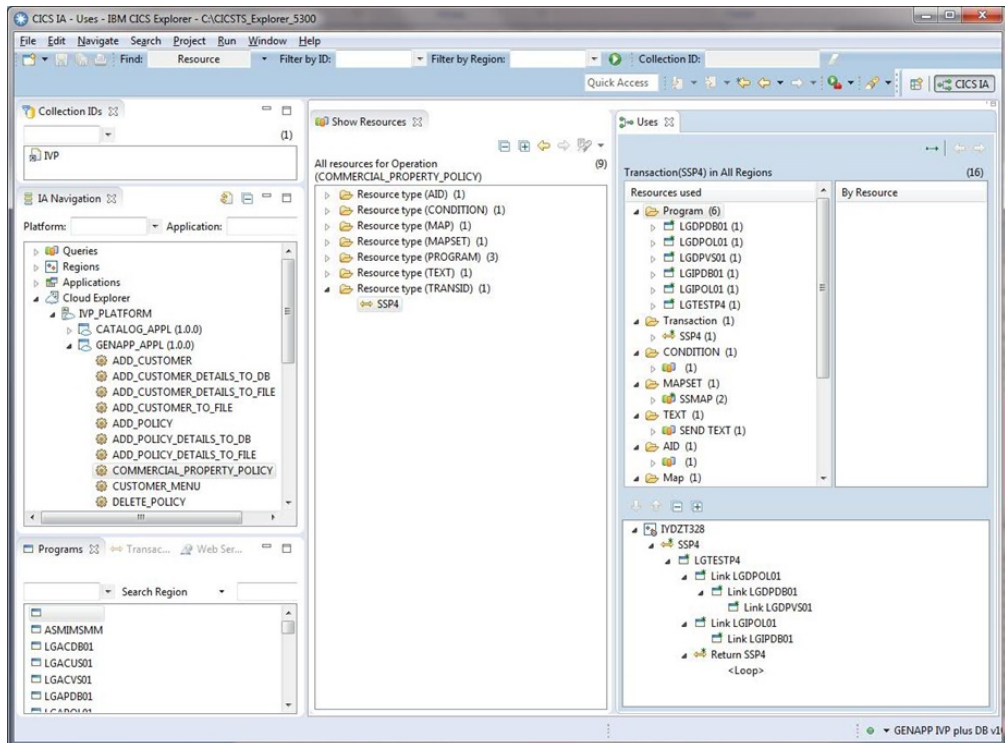 CICS IA - Uses - IBM CICS Explorer - C:\CICSTS_Explorer_5300
File Edit Navigate Search Project Run Window Help
Find: Resource Filter by ID: Filter by Region: Collection ID:
Quick Access CICS IA
Collection IDs
(1)
IVP
IA Navigation
Platform: Application:
Queries
Regions
Applications
Cloud Explorer
IVP_PLATFORM
CATALOG_APPL (1.0.0)
GENAPP_APPL (1.0.0)
ADD_CUSTOMER
ADD_CUSTOMER_DETAILS_TO_DB
ADD_CUSTOMER_DETAILS_TO_FILE
ADD_CUSTOMER_TO_FILE
ADD_POLICY
ADD_POLICY_DETAILS_TO_DB
ADD_POLICY_DETAILS_TO_FILE
COMMERCIAL_PROPERTY_POLICY
CUSTOMER_MENU
DELETE_POLICY
Programs Transac... Web Ser...
Search Region
ASMIMSMM
LGACDB01
LGACUS01
LGACVS01
LGAPDB01
LGAPOL01
Show Resources
All resources for Operation (9)
(COMMERCIAL_PROPERTY_POLICY)
Resource type (AID) (1)
Resource type (CONDITION) (1)
Resource type (MAP) (1)
Resource type (MAPSET) (1)
Resource type (PROGRAM) (3)
Resource type (TEXT) (1)
Resource type (TRANSID) (1)
SSP4
Uses
Transaction(SSP4) in All Regions (16)
Resources used
Program (6)
LGDPDB01 (1)
LGDPOL01 (1)
LGDPVS01 (1)
LGIPDB01 (1)
LGIPOL01 (1)
LGTESTP4 (1)
Transaction (1)
SSP4 (1)
CONDITION (1)
(1)
MAPSET (1)
SSMAP (2)
TEXT (1)
SEND TEXT (1)
AID (1)
(1)
Map (1)
By Resource
IYDZT328
SSP4
LGTESTP4
Link LGDPOL01
Link LGDPDB01
Link LGDPVS01
Link LGIPOL01
Link LGIPDB01
Return SSP4
<Loop>
GENAPP IVP plus DB